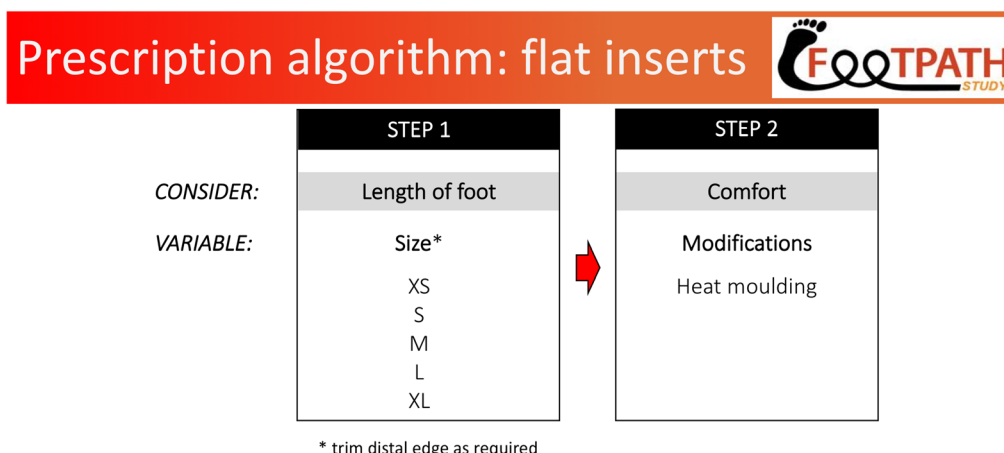 Prescription algorithm: flat inserts
FOOTPATH
STUDY
STEP 1
STEP 2
CONSIDER:
Length of foot
Comfort
VARIABLE:
Size*
Modifications
XS
Heat moulding
S
M
L
XL
* trim distal edge as required